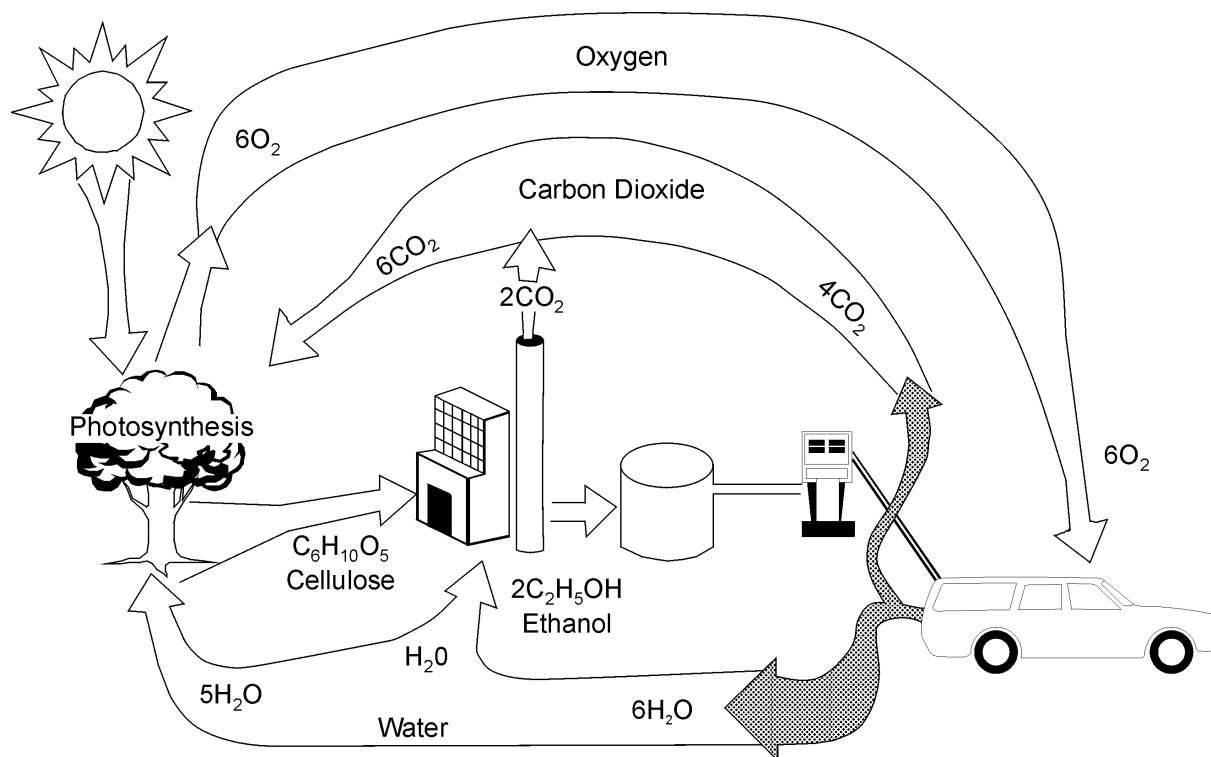 Oxygen
6O₂
Carbon Dioxide
6CO₂
2CO₂
4CO₂
Photosynthesis
6O₂
C₆H₁₀O₅
Cellulose
2C₂H₅OH
Ethanol
H₂0
5H₂O
6H₂O
Water